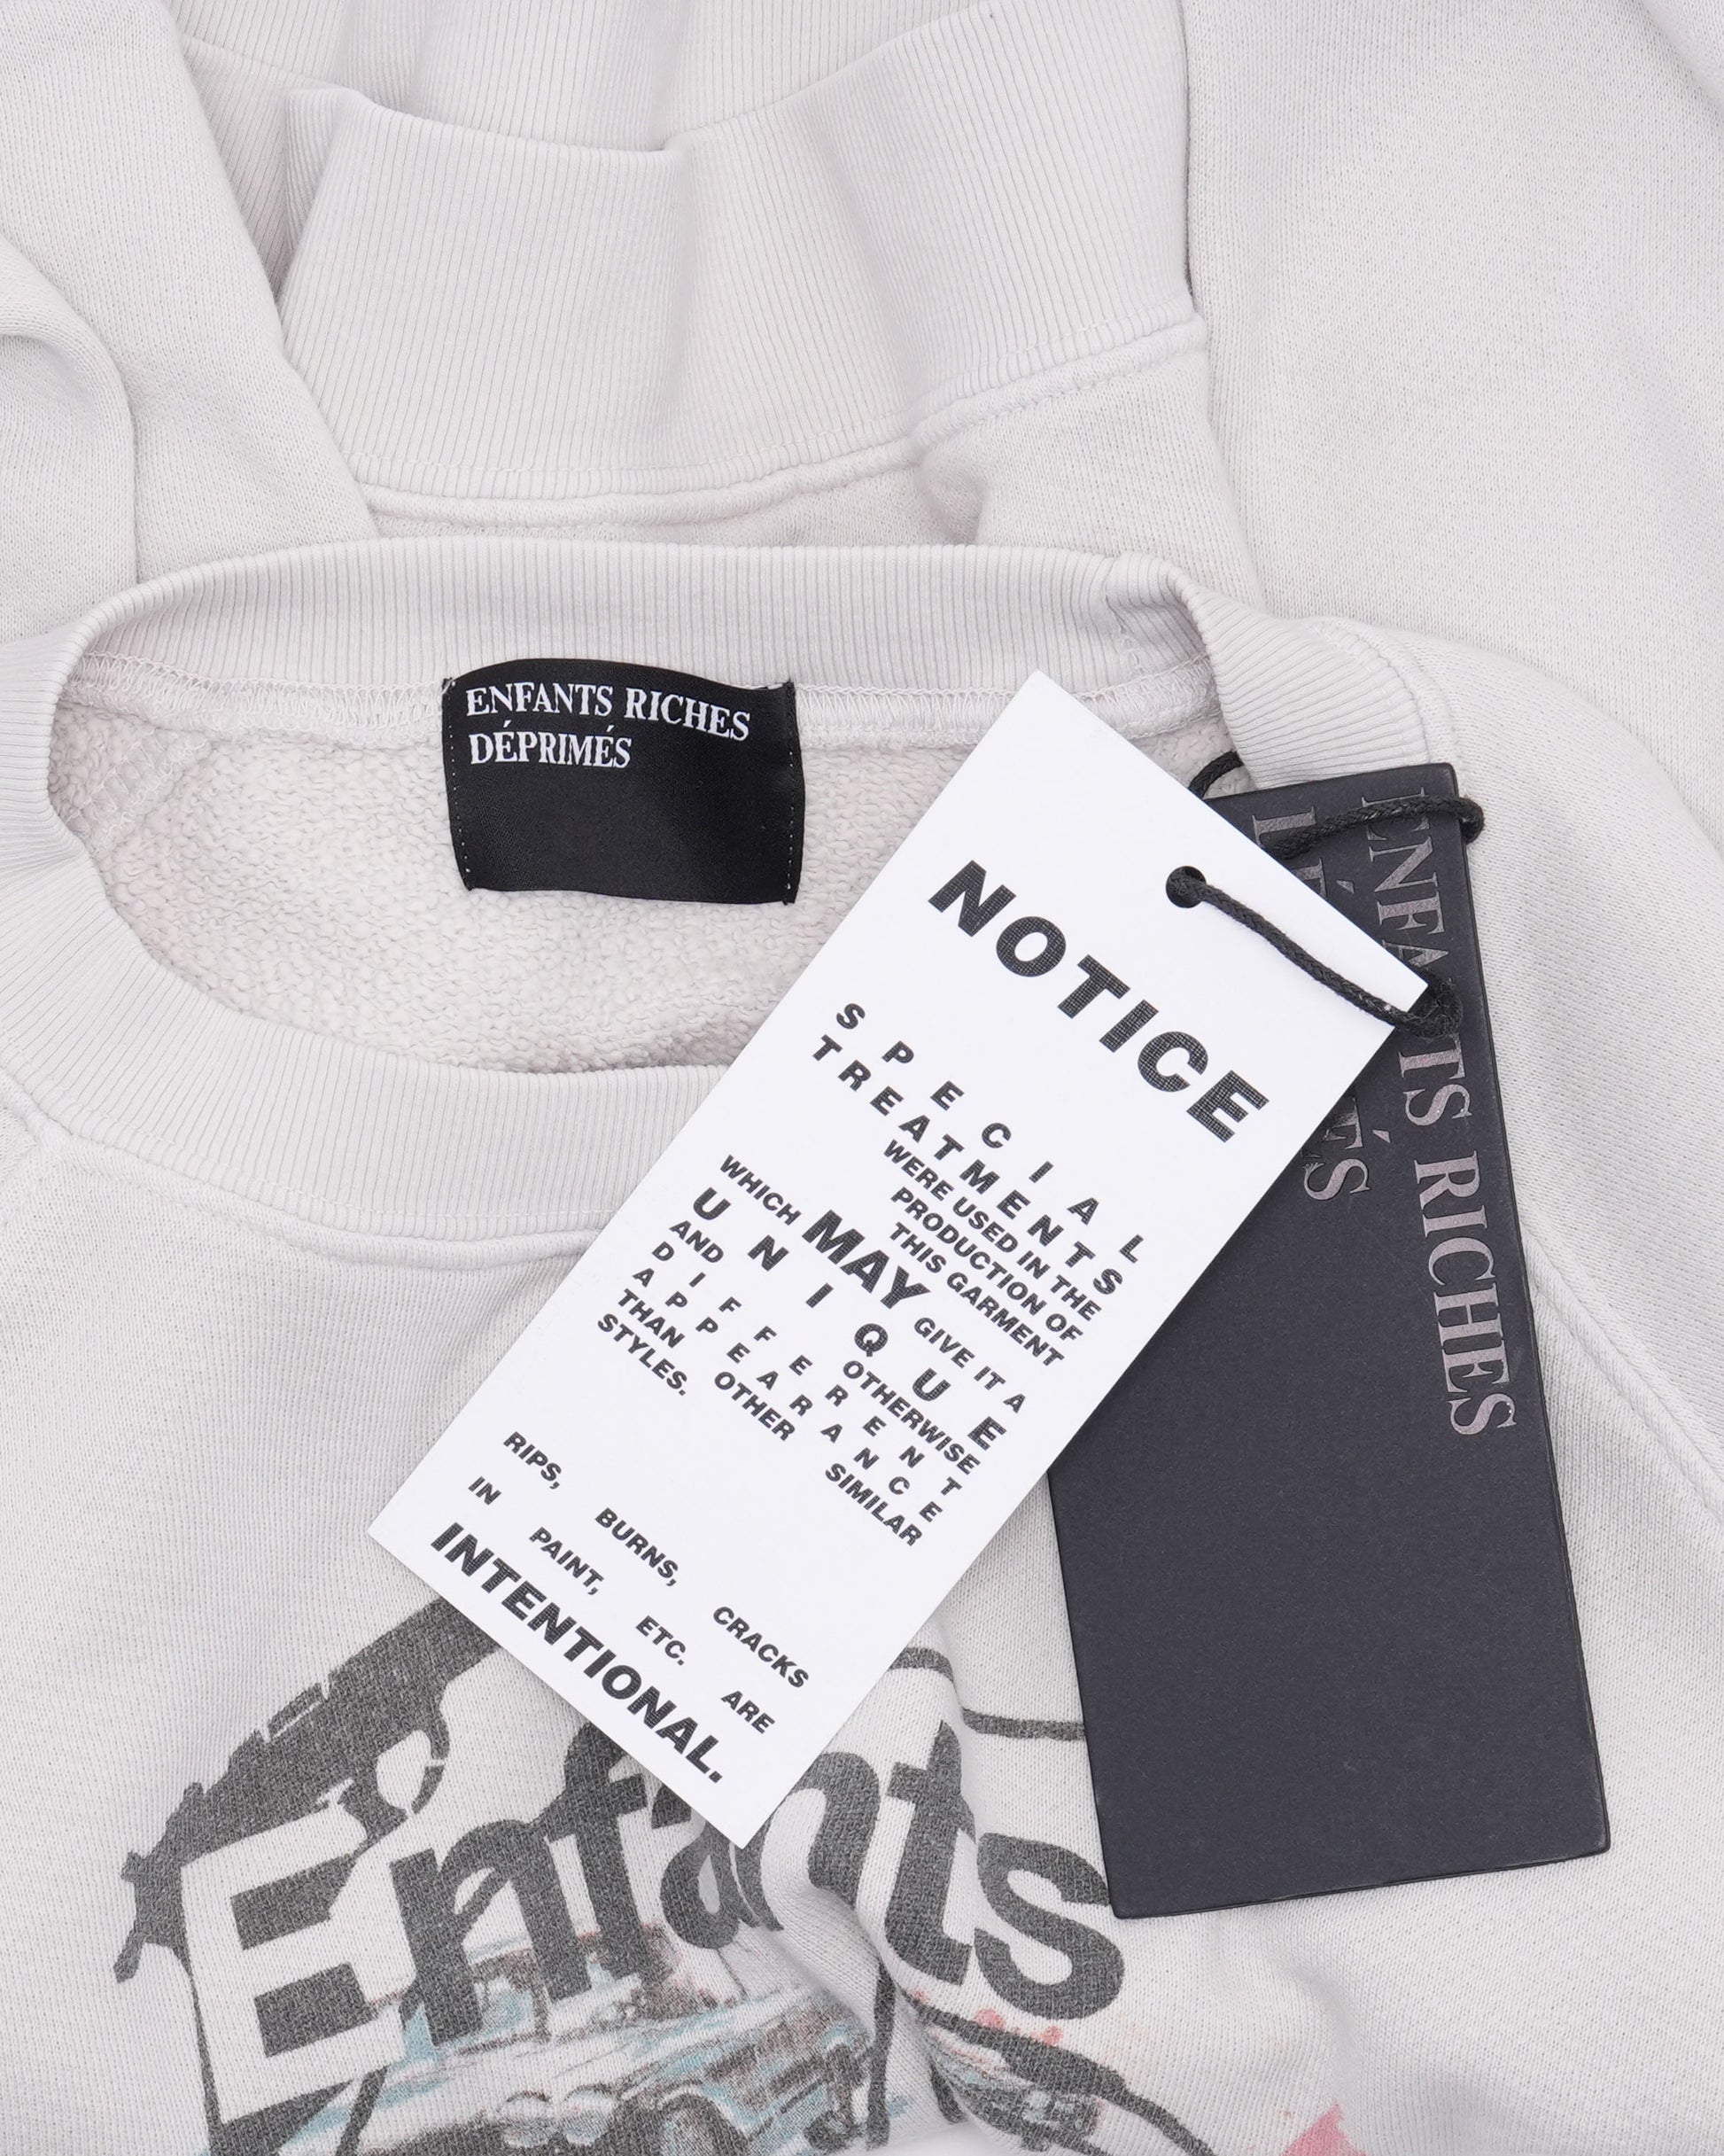 ENFANTS RICHES
DÉPRIMÉS
NOTICE
SPECIAL
TREATMENTS
WERE USED IN THE
PRODUCTION OF
THIS GARMENT
WHICH MAY GIVE IT A
UNIQUE
AND OTHERWISE
DIFFERENT
APPEARANCE
THAN OTHER SIMILAR
STYLES.
RIPS, BURNS, CRACKS
IN PAINT, ETC. ARE
INTENTIONAL.
ENFANTS RICHES
Enfants